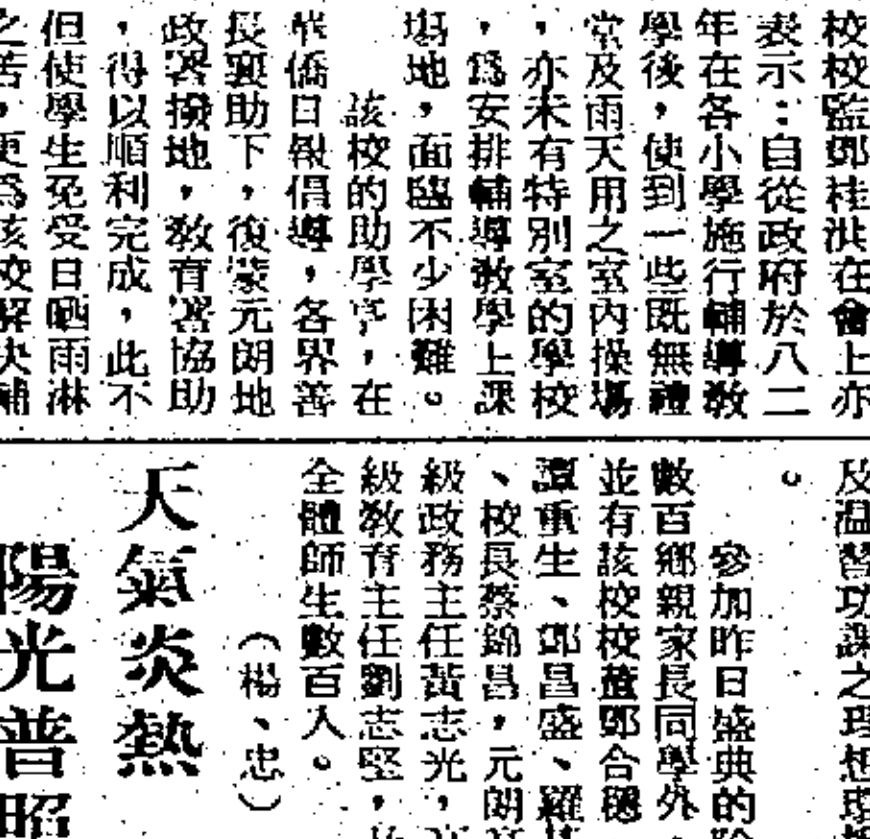 校校監鄧桂洪在會上亦
表示：自從政府於八二
年在各小學施行輔導教
學後，使到一些既無禮
堂及雨天用之室內操場
，亦未有特別室的學校
，爲安排輔導教學上課
場地，面臨不少困難。
該校的助學亭，在
華僑日報倡導，各界善
長襄助下，復蒙元朗地
政署撥地，教育署協助
，得以順利完成，此不
但使學生免受日晒雨淋
之苦，更爲該校解決輔
及温習功課之理想環境
。
參加昨日盛典的除
數百鄉親家長同學外，
並有該校校董鄧合穩
譚重生、鄧昌盛、羅
、校長蔡錦昌，元朗
級政務主任黃志光，
級教育主任劉志堅，
全體師生數百人。
（楊、忠）
天氣炎熱
陽光普照